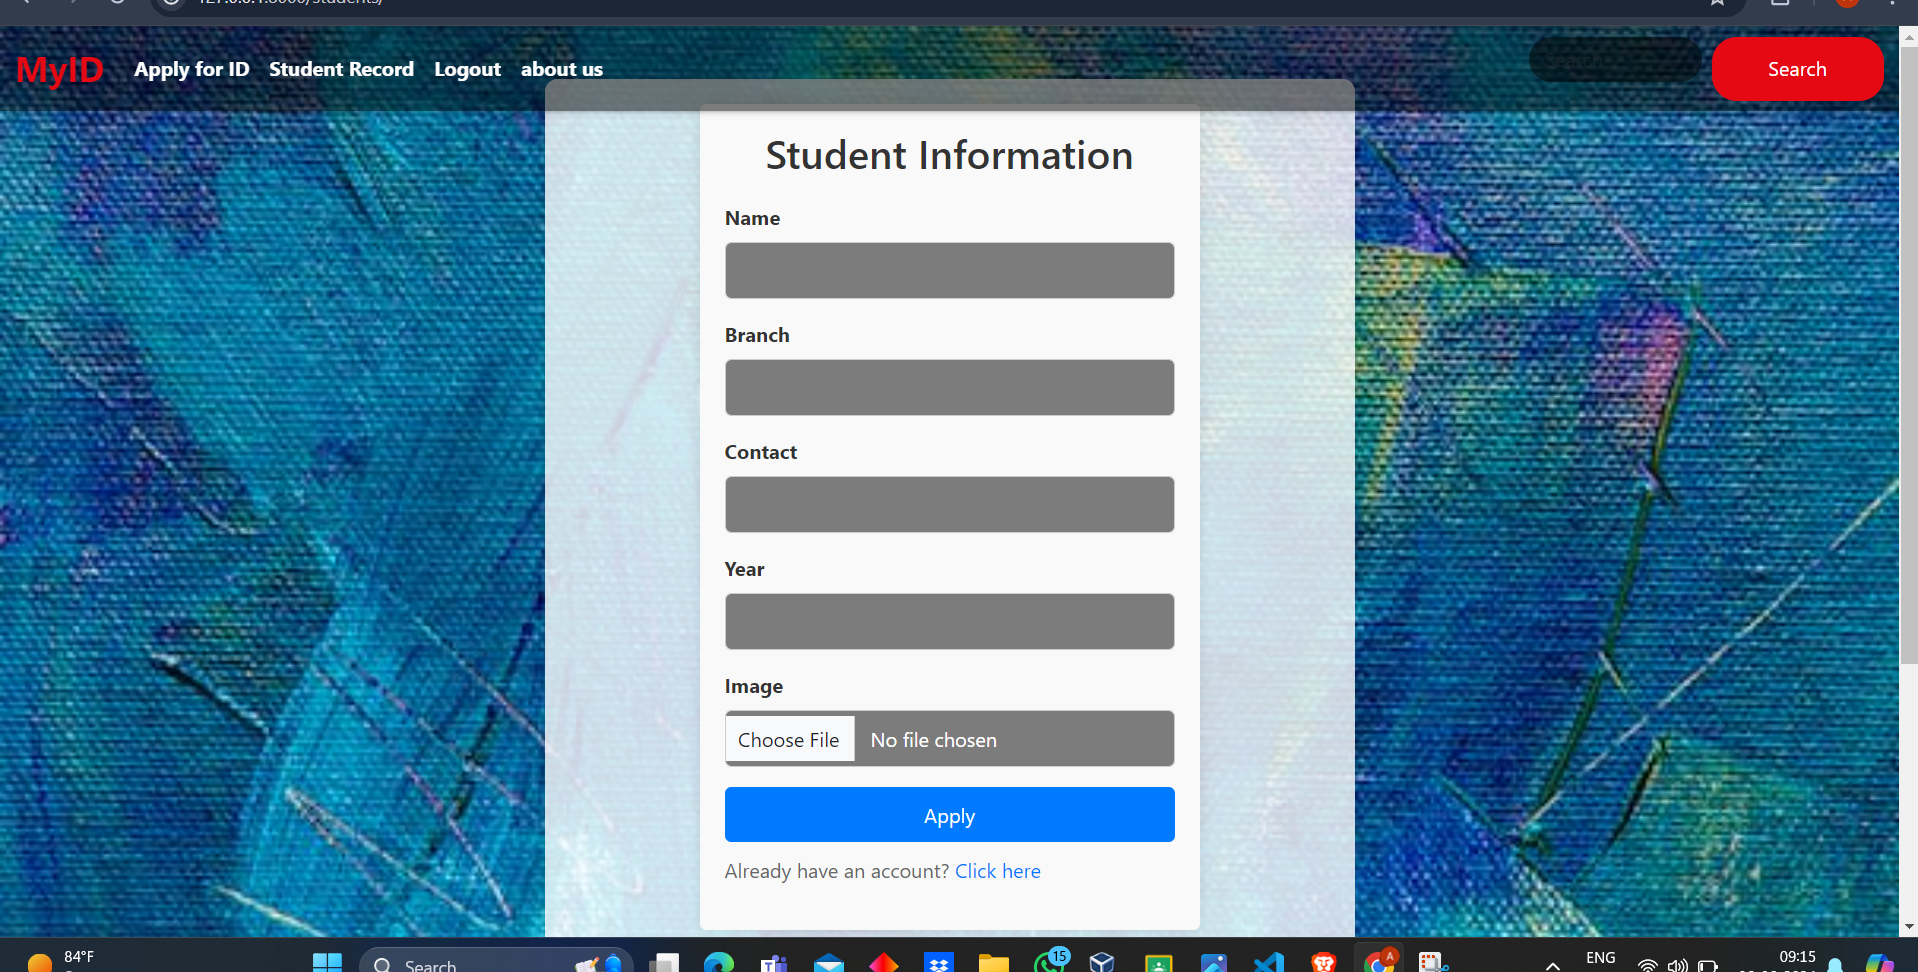 MyID Apply for ID Student Record Logout about us Search
Student Information
Name
Branch
Contact
Year
Image
Choose File No file chosen
Apply
Already have an account? Click here
84°F
Search
15
A
ENG
09:15